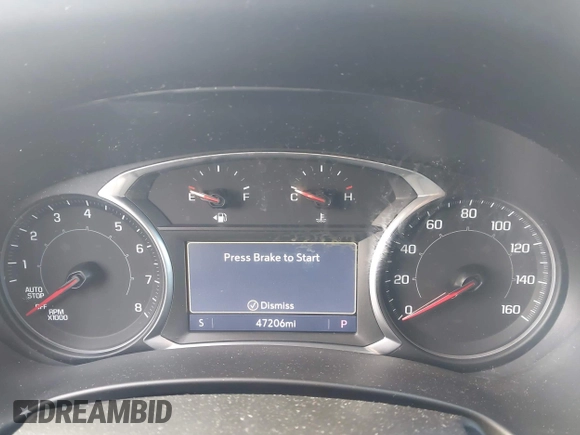 E F C H
1 2 3 4 5 6 7 8
AUTO
STOP
OFF
RPM
X1000
Press Brake to Start
Dismiss
S 47206mi P
0 20 40 60 80 100 120 140 160
DREAMBID